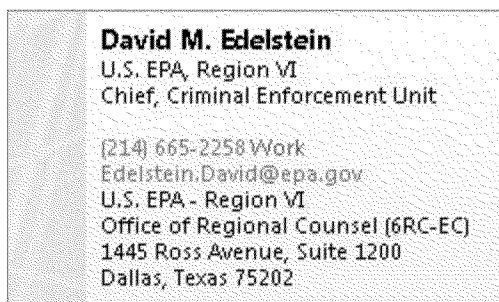 David M. Edelstein
U.S. EPA, Region VI
Chief, Criminal Enforcement Unit
(214) 665-2258 Work
Edelstein.David@epa.gov
U.S. EPA - Region VI
Office of Regional Counsel (6RC-EC)
1445 Ross Avenue, Suite 1200
Dallas, Texas 75202